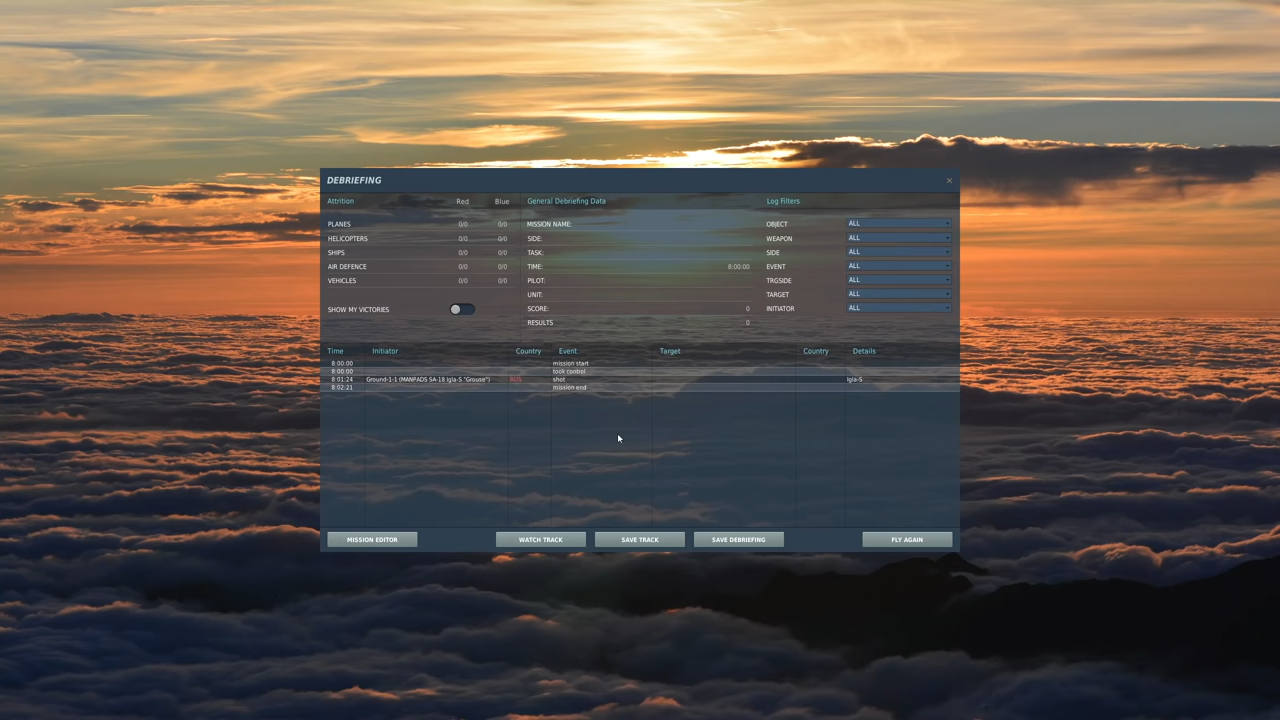 DEBRIEFING ×
Attrition Red Blue General Debriefing Data Log Filters
PLANES 0/0 0/0 MISSION NAME: OBJECT ALL
HELICOPTERS 0/0 0/0 SIDE: WEAPON ALL
SHIPS 0/0 0/0 TASK: SIDE ALL
AIR DEFENCE 0/0 0/0 TIME: 8:00:00 EVENT ALL
VEHICLES 0/0 0/0 PILOT: TRGSIDE ALL
UNIT: TARGET ALL
SHOW MY VICTORIES SCORE: 0 INITIATOR ALL
RESULTS 0
Time Initiator Country Event Target Country Details
8:00:00 mission start
8:00:00 took control
8:01:24 Ground-1-1 (MANPADS SA-18 Igla-S "Grouse") RUS shot Igla-S
8:02:21 mission end
MISSION EDITOR WATCH TRACK SAVE TRACK SAVE DEBRIEFING FLY AGAIN